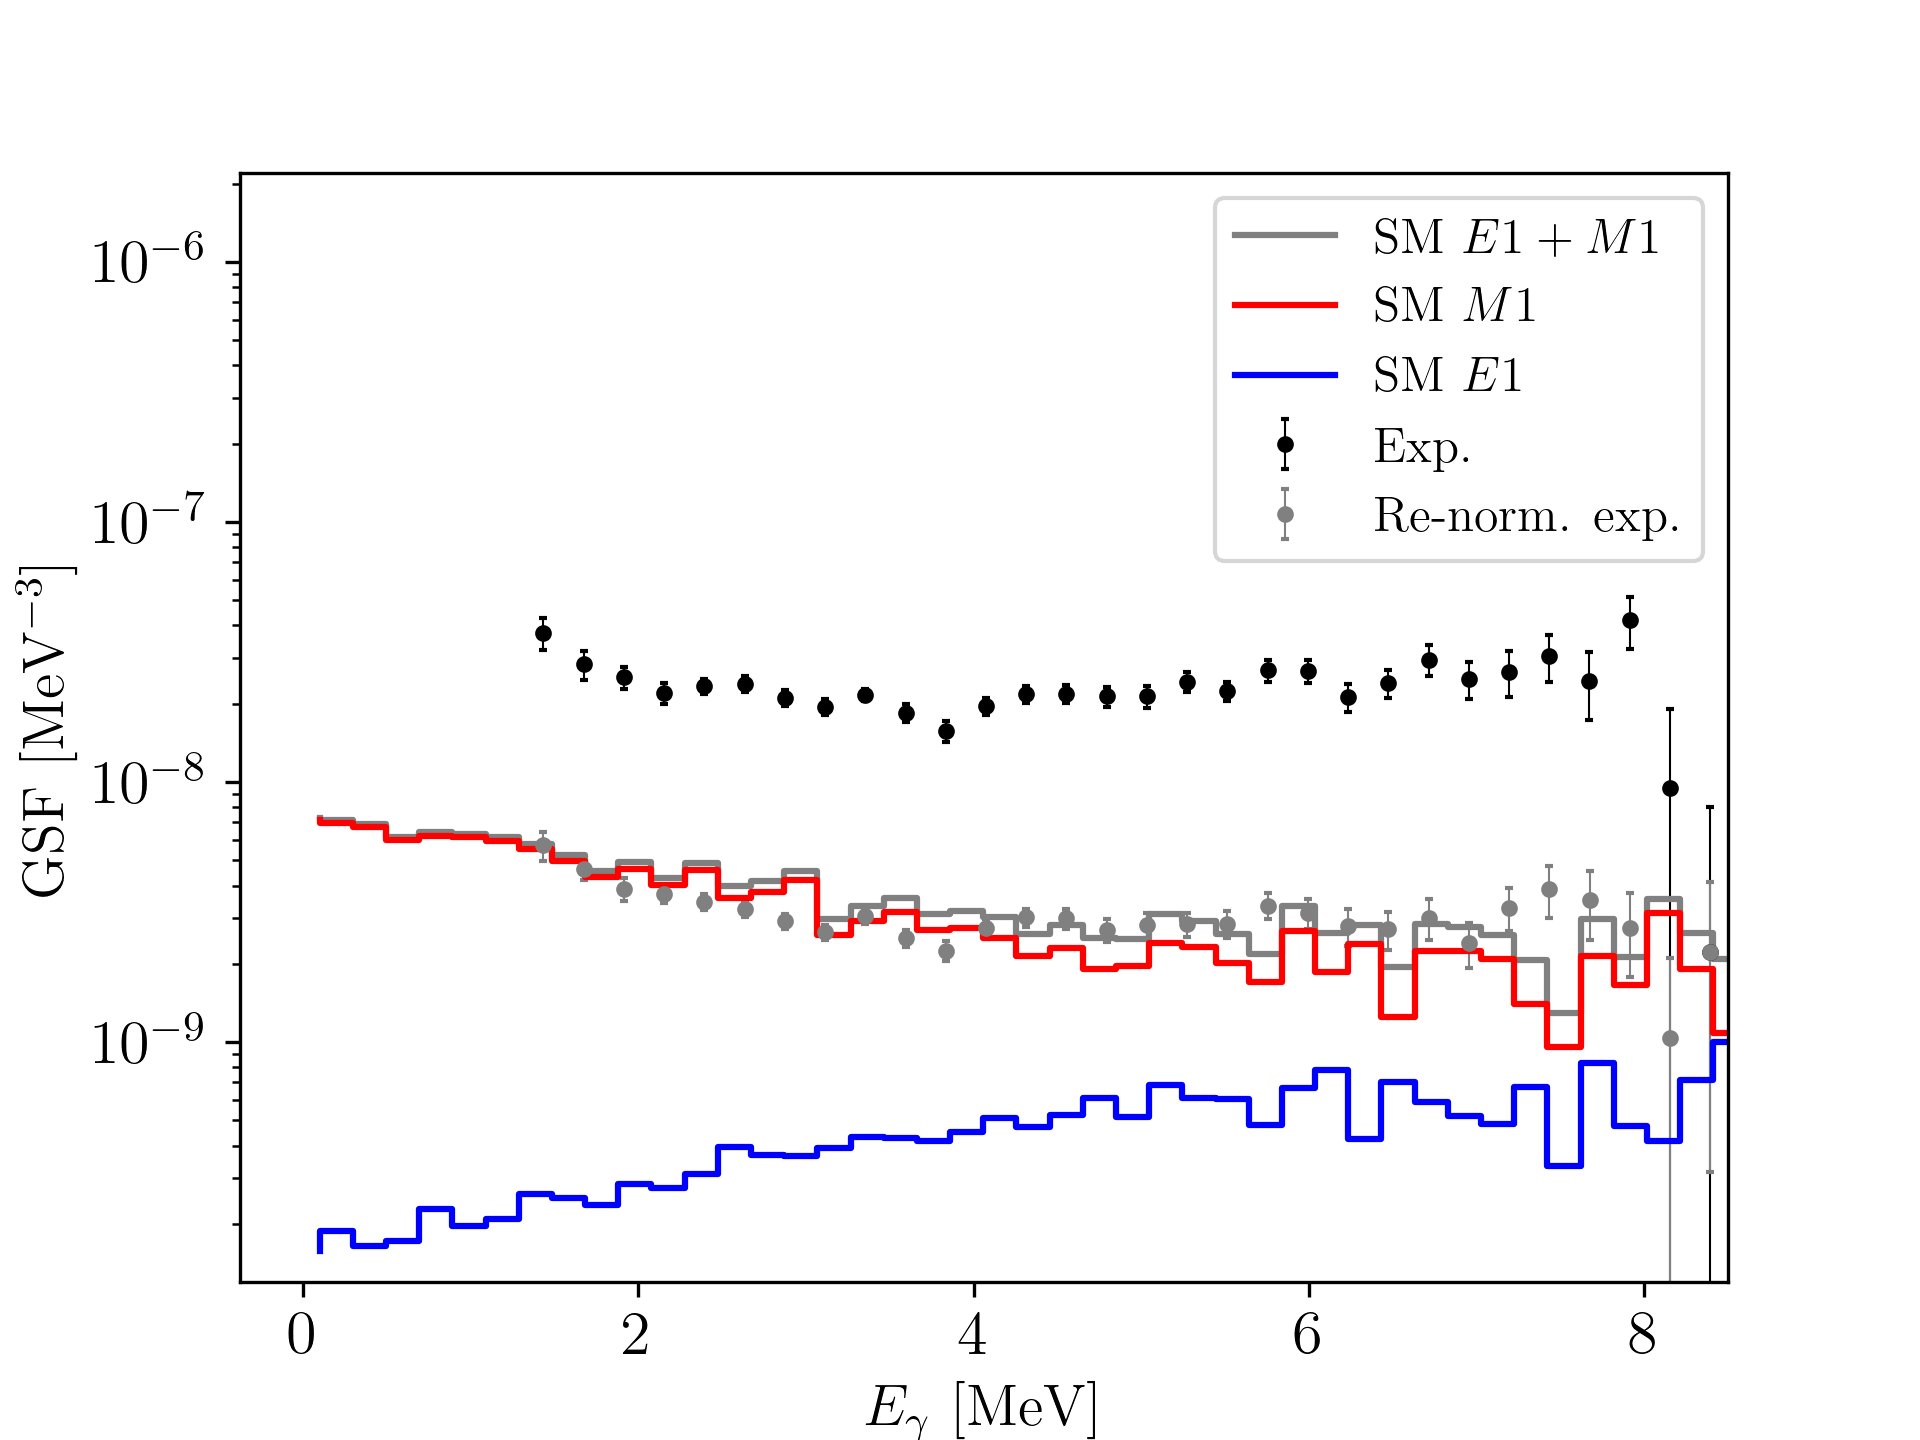 SM E1 + M1
SM M1
SM E1
Exp.
Re-norm. exp.
10⁻⁶
10⁻⁷
10⁻⁸
10⁻⁹
GSF [MeV⁻³]
0 2 4 6 8
Eγ [MeV]